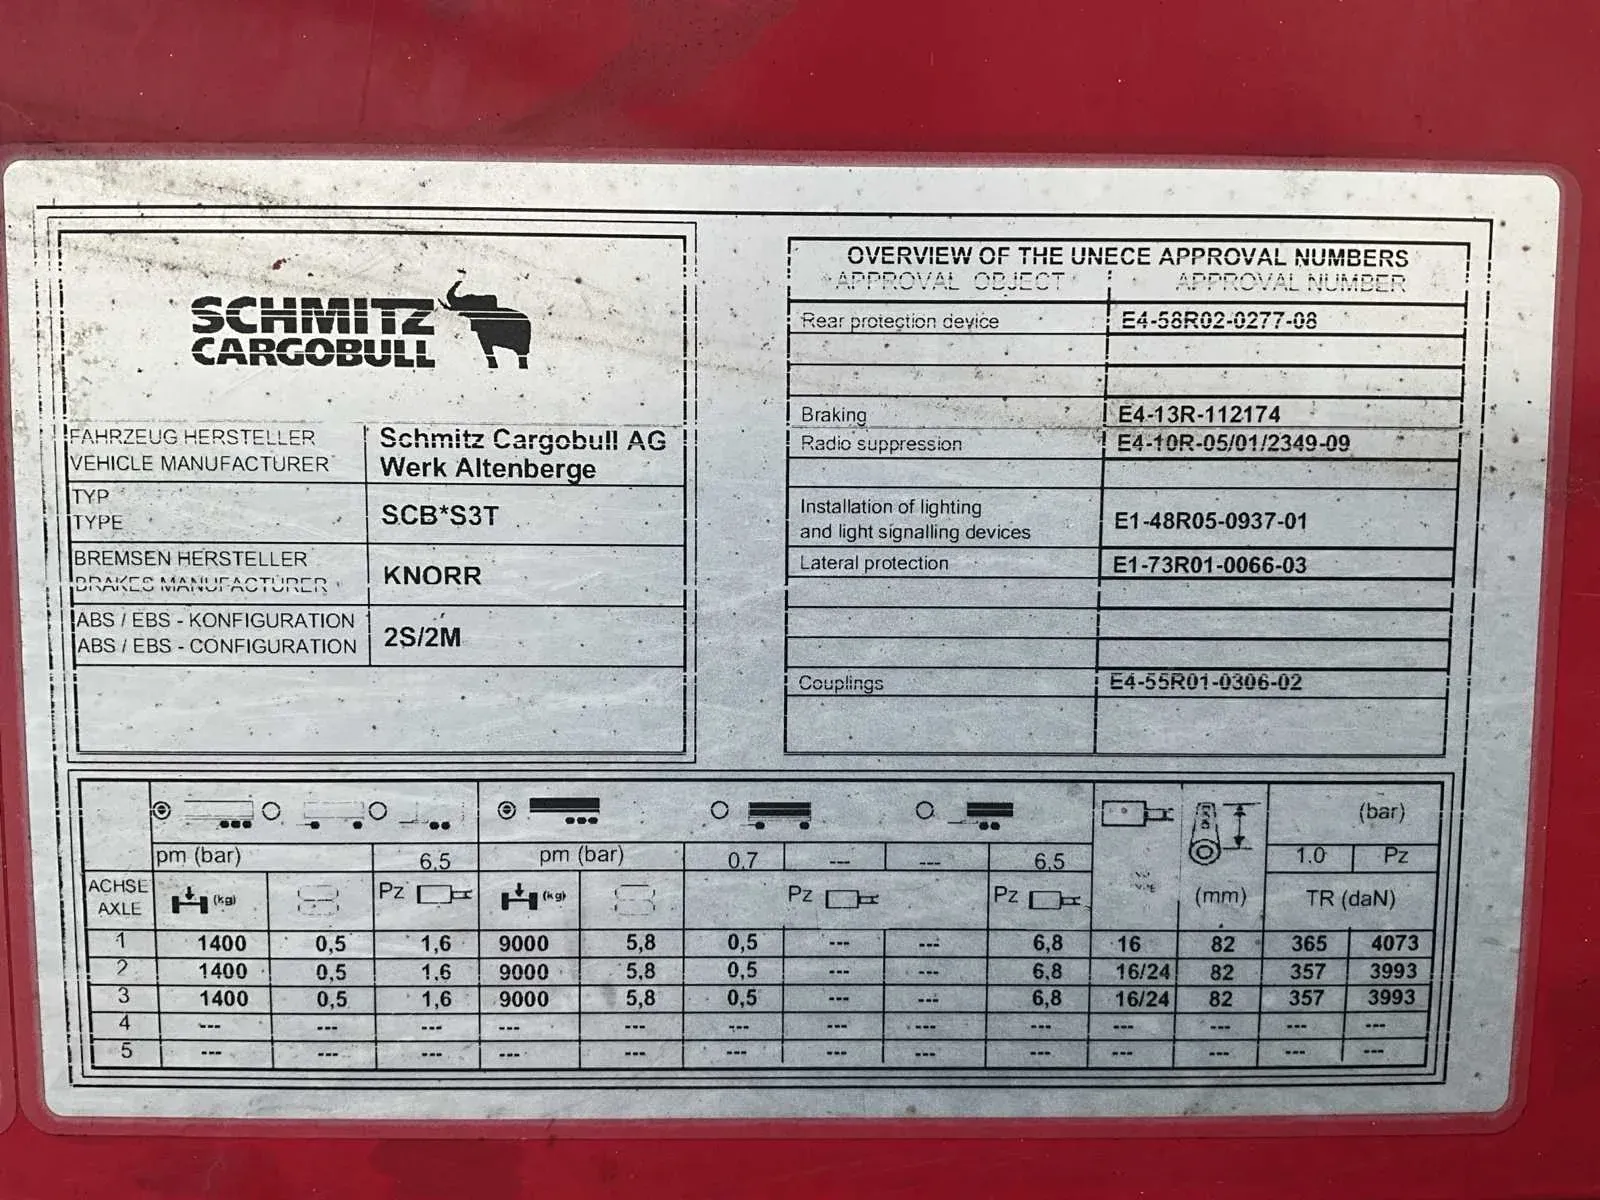 SCHMITZ
CARGOBULL
FAHRZEUG HERSTELLER
VEHICLE MANUFACTURER
Schmitz Cargobull AG
Werk Altenberge
TYP
TYPE
SCB*S3T
BREMSEN HERSTELLER
BRAKES MANUFACTURER
KNORR
ABS / EBS - KONFIGURATION
ABS / EBS - CONFIGURATION
2S/2M
OVERVIEW OF THE UNECE APPROVAL NUMBERS
APPROVAL OBJECT APPROVAL NUMBER
Rear protection device E4-58R02-0277-08
Braking E4-13R-112174
Radio suppression E4-10R-05/01/2349-09
Installation of lighting
and light signalling devices E1-48R05-0937-01
Lateral protection E1-73R01-0066-03
Couplings E4-55R01-0306-02
(bar)
pm (bar) 6,5 pm (bar) 0,7 --- --- 6,5 1.0 Pz
ACHSE
AXLE (kg) Pz (kg) Pz Pz (mm) TR (daN)
1 1400 0,5 1,6 9000 5,8 0,5 --- --- 6,8 16 82 365 4073
2 1400 0,5 1,6 9000 5,8 0,5 --- --- 6,8 16/24 82 357 3993
3 1400 0,5 1,6 9000 5,8 0,5 --- --- 6,8 16/24 82 357 3993
4 --- --- --- --- --- --- --- --- --- --- --- --- ---
5 --- --- --- --- --- --- --- --- --- --- --- --- ---